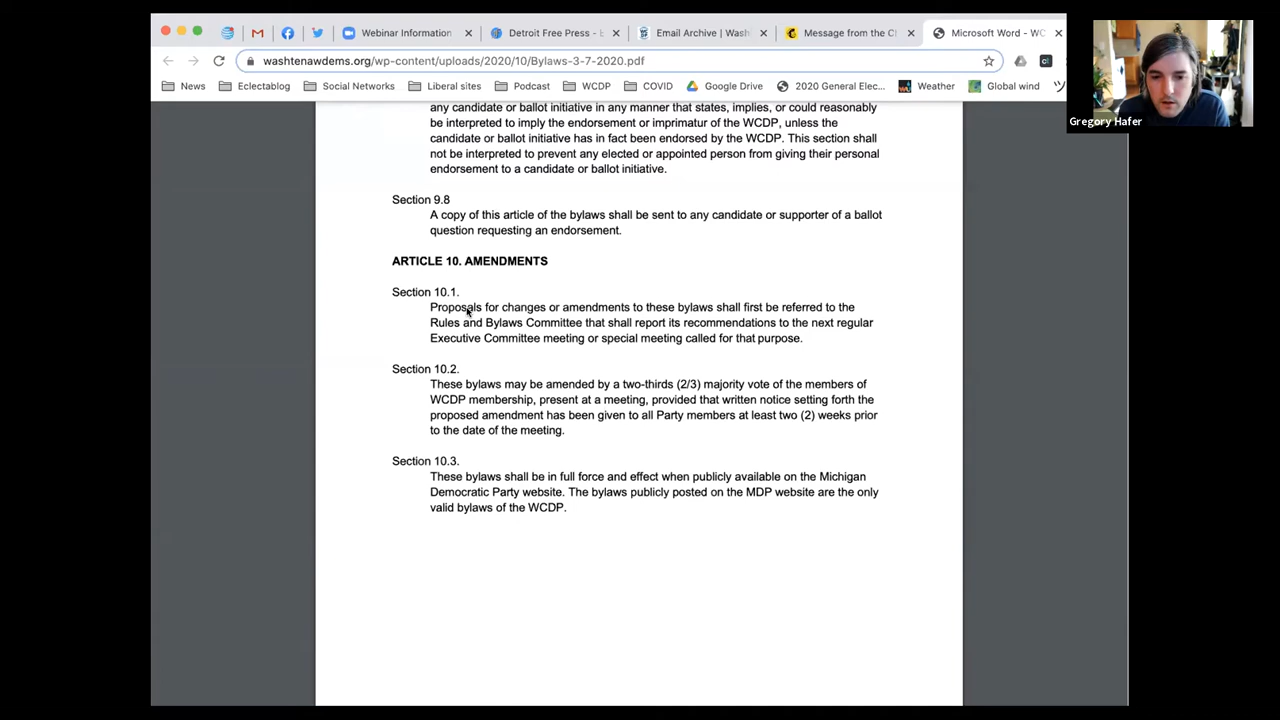 Webinar Information
Detroit Free Press - E
Email Archive | Wash
Message from the Cl
Microsoft Word - WC
washtenawdems.org/wp-content/uploads/2020/10/Bylaws-3-7-2020.pdf
News
Eclectablog
Social Networks
Liberal sites
Podcast
WCDP
COVID
Google Drive
2020 General Elec...
Weather
Global wind
Gregory Hafer
any candidate or ballot initiative in any manner that states, implies, or could reasonably
be interpreted to imply the endorsement or imprimatur of the WCDP, unless the
candidate or ballot initiative has in fact been endorsed by the WCDP. This section shall
not be interpreted to prevent any elected or appointed person from giving their personal
endorsement to a candidate or ballot initiative.
Section 9.8
A copy of this article of the bylaws shall be sent to any candidate or supporter of a ballot
question requesting an endorsement.
ARTICLE 10. AMENDMENTS
Section 10.1.
Proposals for changes or amendments to these bylaws shall first be referred to the
Rules and Bylaws Committee that shall report its recommendations to the next regular
Executive Committee meeting or special meeting called for that purpose.
Section 10.2.
These bylaws may be amended by a two-thirds (2/3) majority vote of the members of
WCDP membership, present at a meeting, provided that written notice setting forth the
proposed amendment has been given to all Party members at least two (2) weeks prior
to the date of the meeting.
Section 10.3.
These bylaws shall be in full force and effect when publicly available on the Michigan
Democratic Party website. The bylaws publicly posted on the MDP website are the only
valid bylaws of the WCDP.